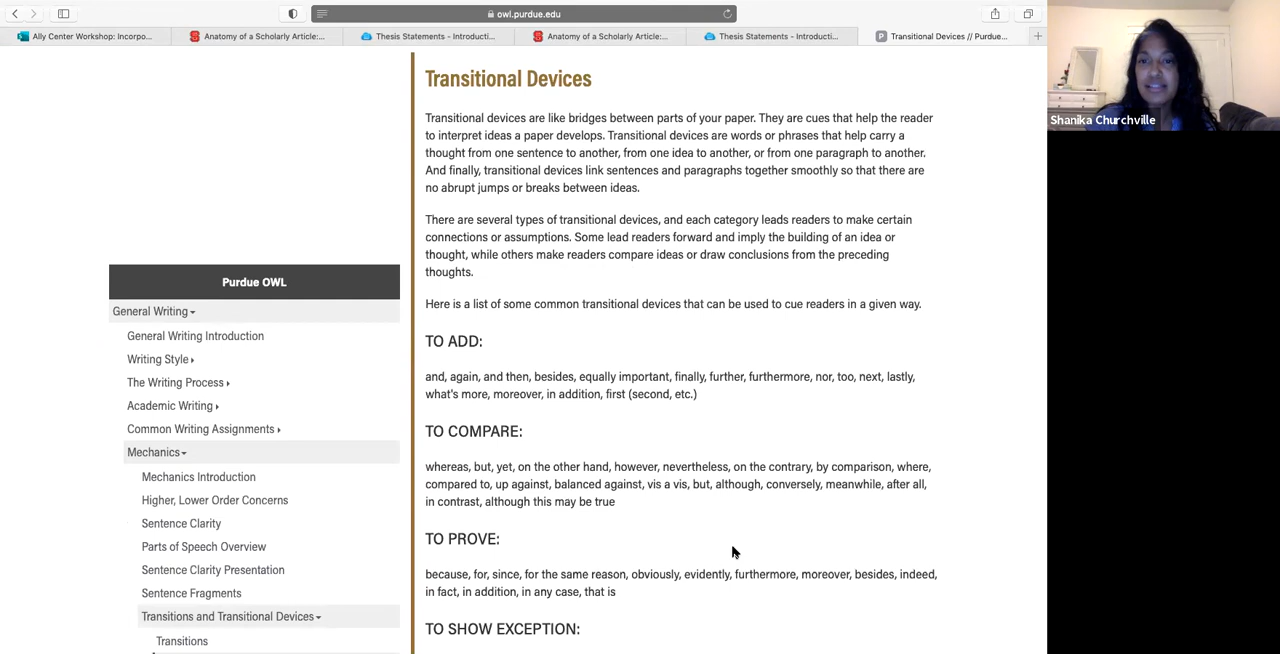 owl.purdue.edu
Ally Center Workshop: Incorpo...
Anatomy of a Scholarly Article:...
Thesis Statements - Introducti...
Anatomy of a Scholarly Article:...
Thesis Statements - Introducti...
P Transitional Devices // Purdue...
Shanika Churchville
Purdue OWL
General Writing
General Writing Introduction
Writing Style
The Writing Process
Academic Writing
Common Writing Assignments
Mechanics
Mechanics Introduction
Higher, Lower Order Concerns
Sentence Clarity
Parts of Speech Overview
Sentence Clarity Presentation
Sentence Fragments
Transitions and Transitional Devices
Transitions
Transitional Devices
Transitional devices are like bridges between parts of your paper. They are cues that help the reader
to interpret ideas a paper develops. Transitional devices are words or phrases that help carry a
thought from one sentence to another, from one idea to another, or from one paragraph to another.
And finally, transitional devices link sentences and paragraphs together smoothly so that there are
no abrupt jumps or breaks between ideas.
There are several types of transitional devices, and each category leads readers to make certain
connections or assumptions. Some lead readers forward and imply the building of an idea or
thought, while others make readers compare ideas or draw conclusions from the preceding
thoughts.
Here is a list of some common transitional devices that can be used to cue readers in a given way.
TO ADD:
and, again, and then, besides, equally important, finally, further, furthermore, nor, too, next, lastly,
what's more, moreover, in addition, first (second, etc.)
TO COMPARE:
whereas, but, yet, on the other hand, however, nevertheless, on the contrary, by comparison, where,
compared to, up against, balanced against, vis a vis, but, although, conversely, meanwhile, after all,
in contrast, although this may be true
TO PROVE:
because, for, since, for the same reason, obviously, evidently, furthermore, moreover, besides, indeed,
in fact, in addition, in any case, that is
TO SHOW EXCEPTION: